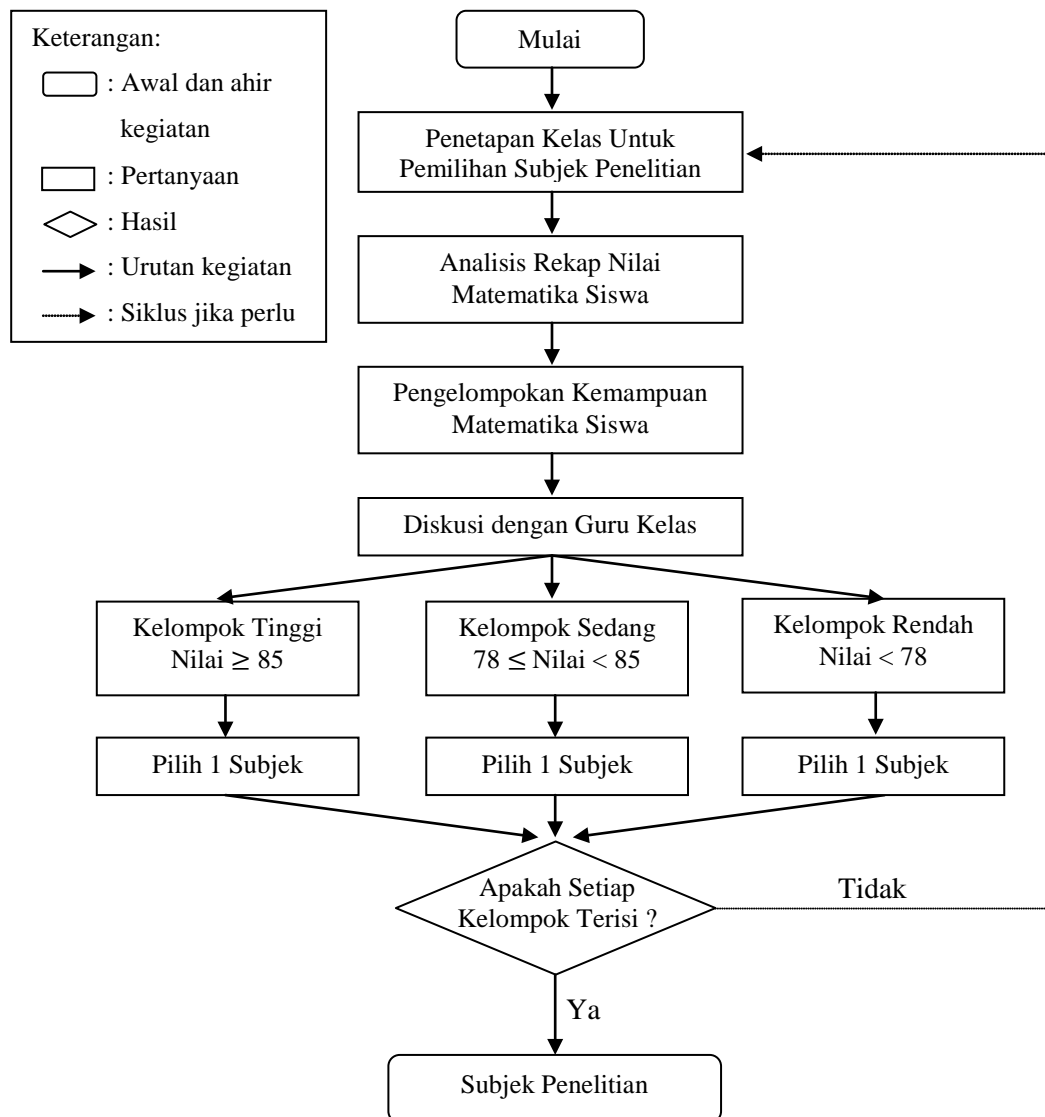 Keterangan:
: Awal dan ahir
kegiatan
: Pertanyaan
: Hasil
: Urutan kegiatan
: Siklus jika perlu
Mulai
Penetapan Kelas Untuk
Pemilihan Subjek Penelitian
Analisis Rekap Nilai
Matematika Siswa
Pengelompokan Kemampuan
Matematika Siswa
Diskusi dengan Guru Kelas
Kelompok Tinggi
Nilai ≥ 85
Kelompok Sedang
78 ≤ Nilai < 85
Kelompok Rendah
Nilai < 78
Pilih 1 Subjek
Pilih 1 Subjek
Pilih 1 Subjek
Apakah Setiap
Kelompok Terisi ?
Tidak
Ya
Subjek Penelitian